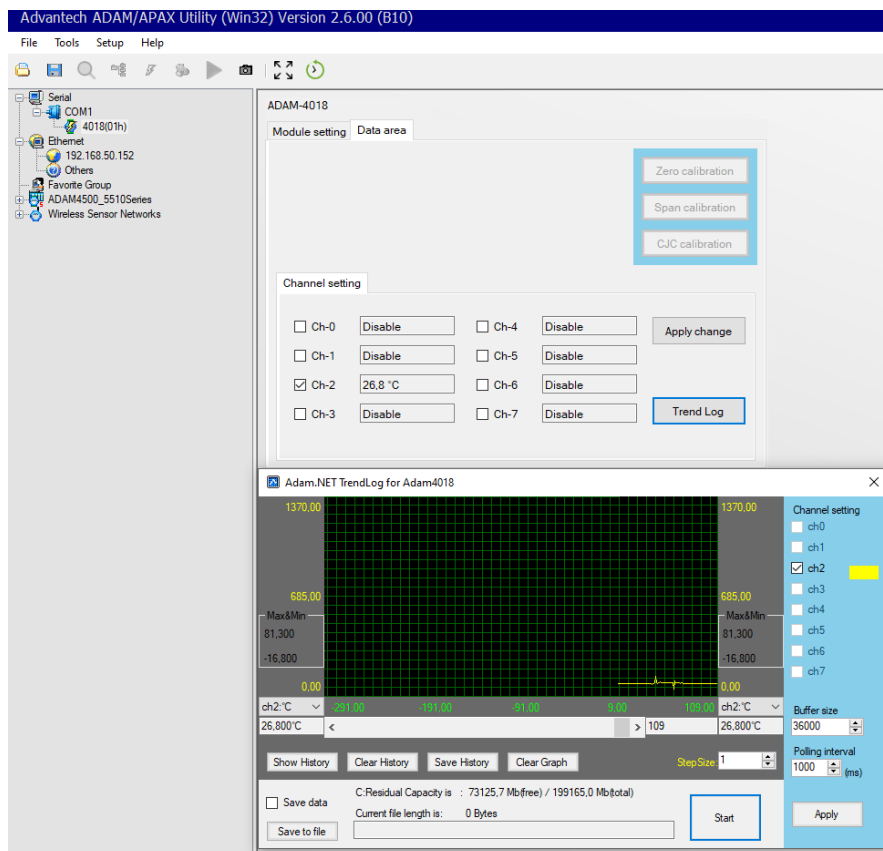 Advantech ADAM/APAX Utility (Win32) Version 2.6.00 (B10)
File Tools Setup Help
Serial
COM1
4018(01h)
Ethernet
192.168.50.152
Others
Favorite Group
ADAM4500_5510Series
Wireless Sensor Networks
ADAM-4018
Module setting Data area
Zero calibration
Span calibration
CJC calibration
Channel setting
Ch-0 Disable Ch-4 Disable Apply change
Ch-1 Disable Ch-5 Disable
Ch-2 26,8 °C Ch-6 Disable
Ch-3 Disable Ch-7 Disable Trend Log
Adam.NET TrendLog for Adam4018
1370,00 1370,00
685,00 685,00
Max&Min Max&Min
81,300 81,300
-16,800 -16,800
0,00 0,00
ch2:℃ -291,00 -191,00 -91,00 9,00 109,00 ch2:℃
26,800℃ 109 26,800℃
Show History Clear History Save History Clear Graph StepSize: 1
Save data C:Residual Capacity is : 73125,7 Mb(free) / 199165,0 Mb(total)
Current file length is: 0 Bytes
Save to file
Start
Channel setting
ch0
ch1
ch2
ch3
ch4
ch5
ch6
ch7
Buffer size
36000
Polling interval
1000 (ms)
Apply